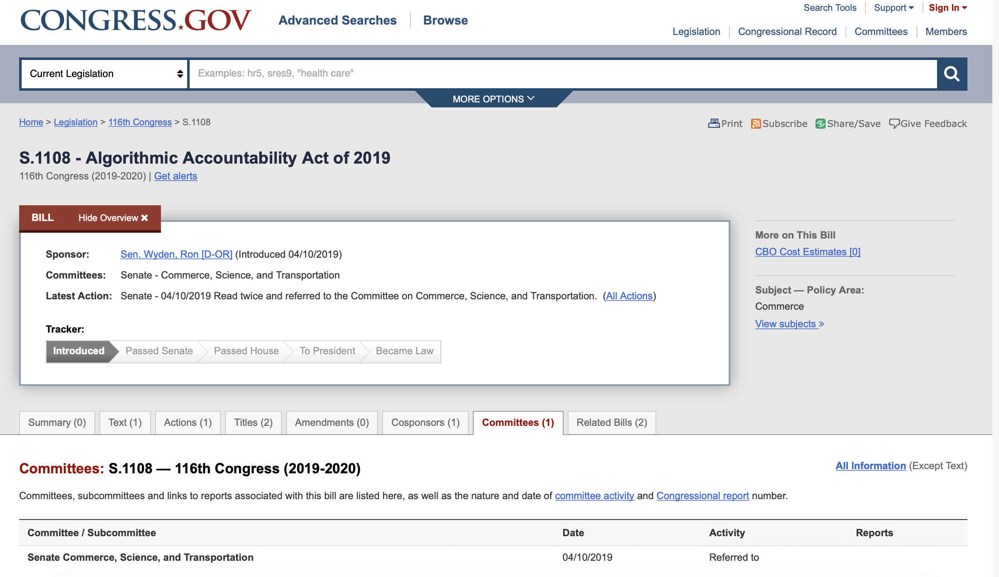 CONGRESS.GOV
Advanced Searches
Browse
Search Tools
Support
Sign In
Legislation
Congressional Record
Committees
Members
Current Legislation
Examples: hr5, sres9, "health care"
MORE OPTIONS
Home > Legislation > 116th Congress > S.1108
Print
Subscribe
Share/Save
Give Feedback
S.1108 - Algorithmic Accountability Act of 2019
116th Congress (2019-2020) | Get alerts
BILL
Hide Overview
Sponsor: Sen. Wyden, Ron [D-OR] (Introduced 04/10/2019)
Committees: Senate - Commerce, Science, and Transportation
Latest Action: Senate - 04/10/2019 Read twice and referred to the Committee on Commerce, Science, and Transportation. (All Actions)
Tracker:
Introduced
Passed Senate
Passed House
To President
Became Law
More on This Bill
CBO Cost Estimates [0]
Subject — Policy Area:
Commerce
View subjects »
Summary (0)
Text (1)
Actions (1)
Titles (2)
Amendments (0)
Cosponsors (1)
Committees (1)
Related Bills (2)
Committees: S.1108 — 116th Congress (2019-2020)
All Information (Except Text)
Committees, subcommittees and links to reports associated with this bill are listed here, as well as the nature and date of committee activity and Congressional report number.
Committee / Subcommittee Date Activity Reports
Senate Commerce, Science, and Transportation 04/10/2019 Referred to